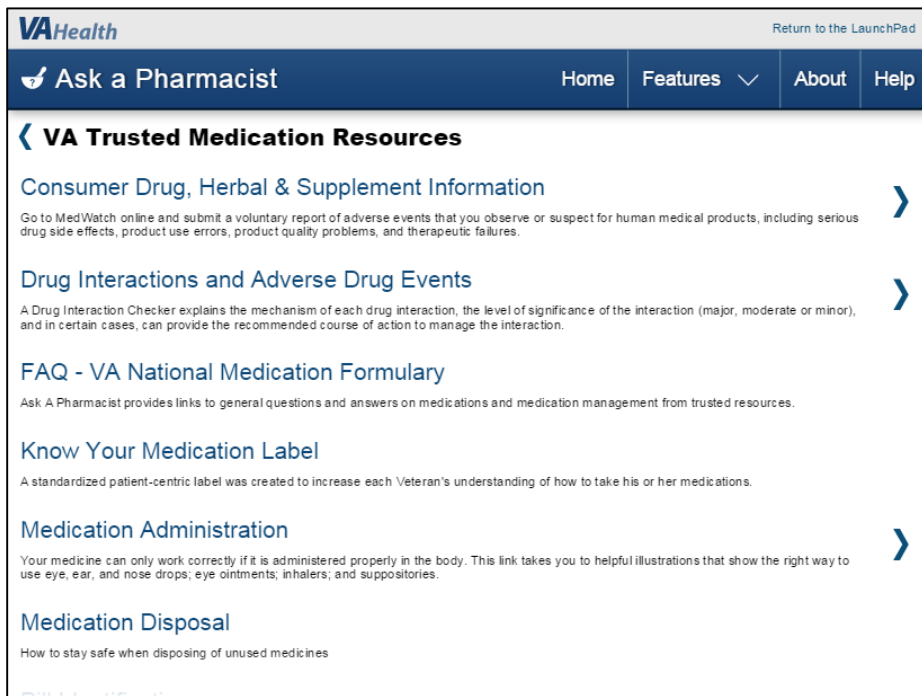 VAHealth
Return to the LaunchPad
Ask a Pharmacist
Home
Features
About
Help
VA Trusted Medication Resources
Consumer Drug, Herbal & Supplement Information
Go to MedWatch online and submit a voluntary report of adverse events that you observe or suspect for human medical products, including serious
drug side effects, product use errors, product quality problems, and therapeutic failures.
Drug Interactions and Adverse Drug Events
A Drug Interaction Checker explains the mechanism of each drug interaction, the level of significance of the interaction (major, moderate or minor),
and in certain cases, can provide the recommended course of action to manage the interaction.
FAQ - VA National Medication Formulary
Ask A Pharmacist provides links to general questions and answers on medications and medication management from trusted resources.
Know Your Medication Label
A standardized patient-centric label was created to increase each Veteran's understanding of how to take his or her medications.
Medication Administration
Your medicine can only work correctly if it is administered properly in the body. This link takes you to helpful illustrations that show the right way to
use eye, ear, and nose drops; eye ointments; inhalers; and suppositories.
Medication Disposal
How to stay safe when disposing of unused medicines